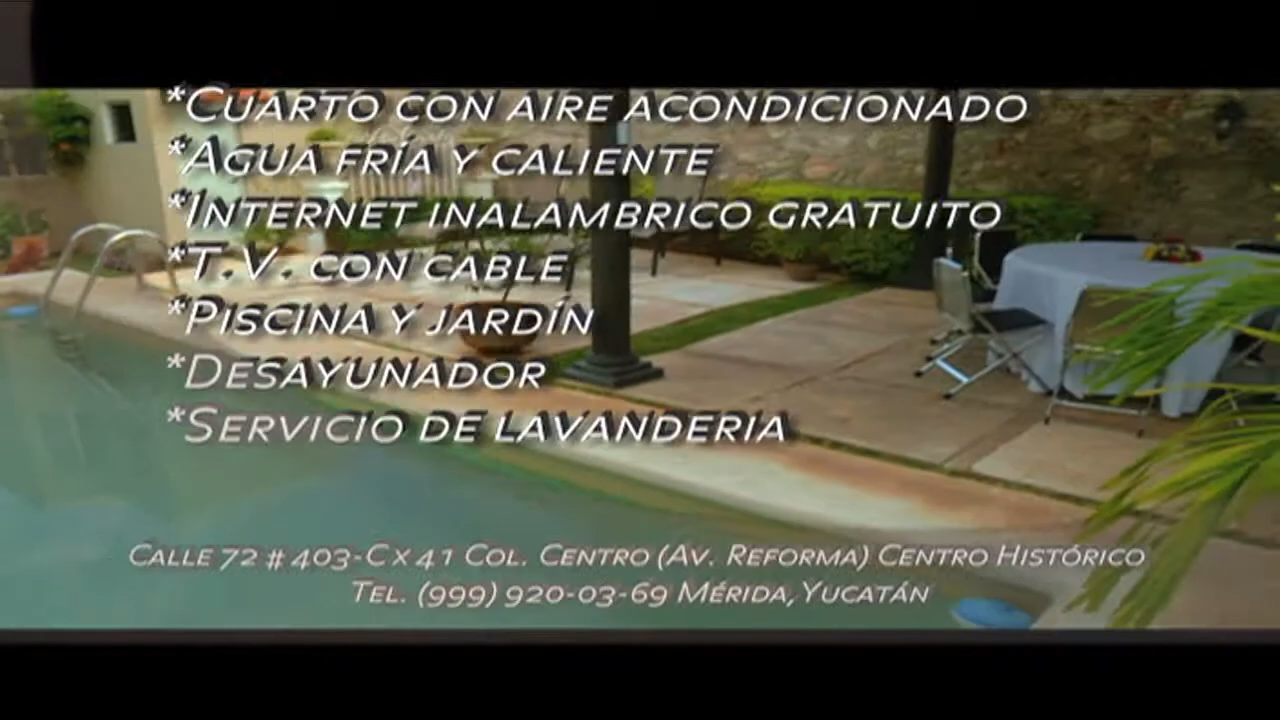 *CUARTO CON AIRE ACONDICIONADO
*AGUA FRÍA Y CALIENTE
*INTERNET INALAMBRICO GRATUITO
*T.V. CON CABLE
*PISCINA Y JARDÍN
*DESAYUNADOR
*SERVICIO DE LAVANDERIA
CALLE 72 # 403-C X 41 COL. CENTRO (AV. REFORMA) CENTRO HISTÓRICO
TEL. (999) 920-03-69 MÉRIDA, YUCATÁN